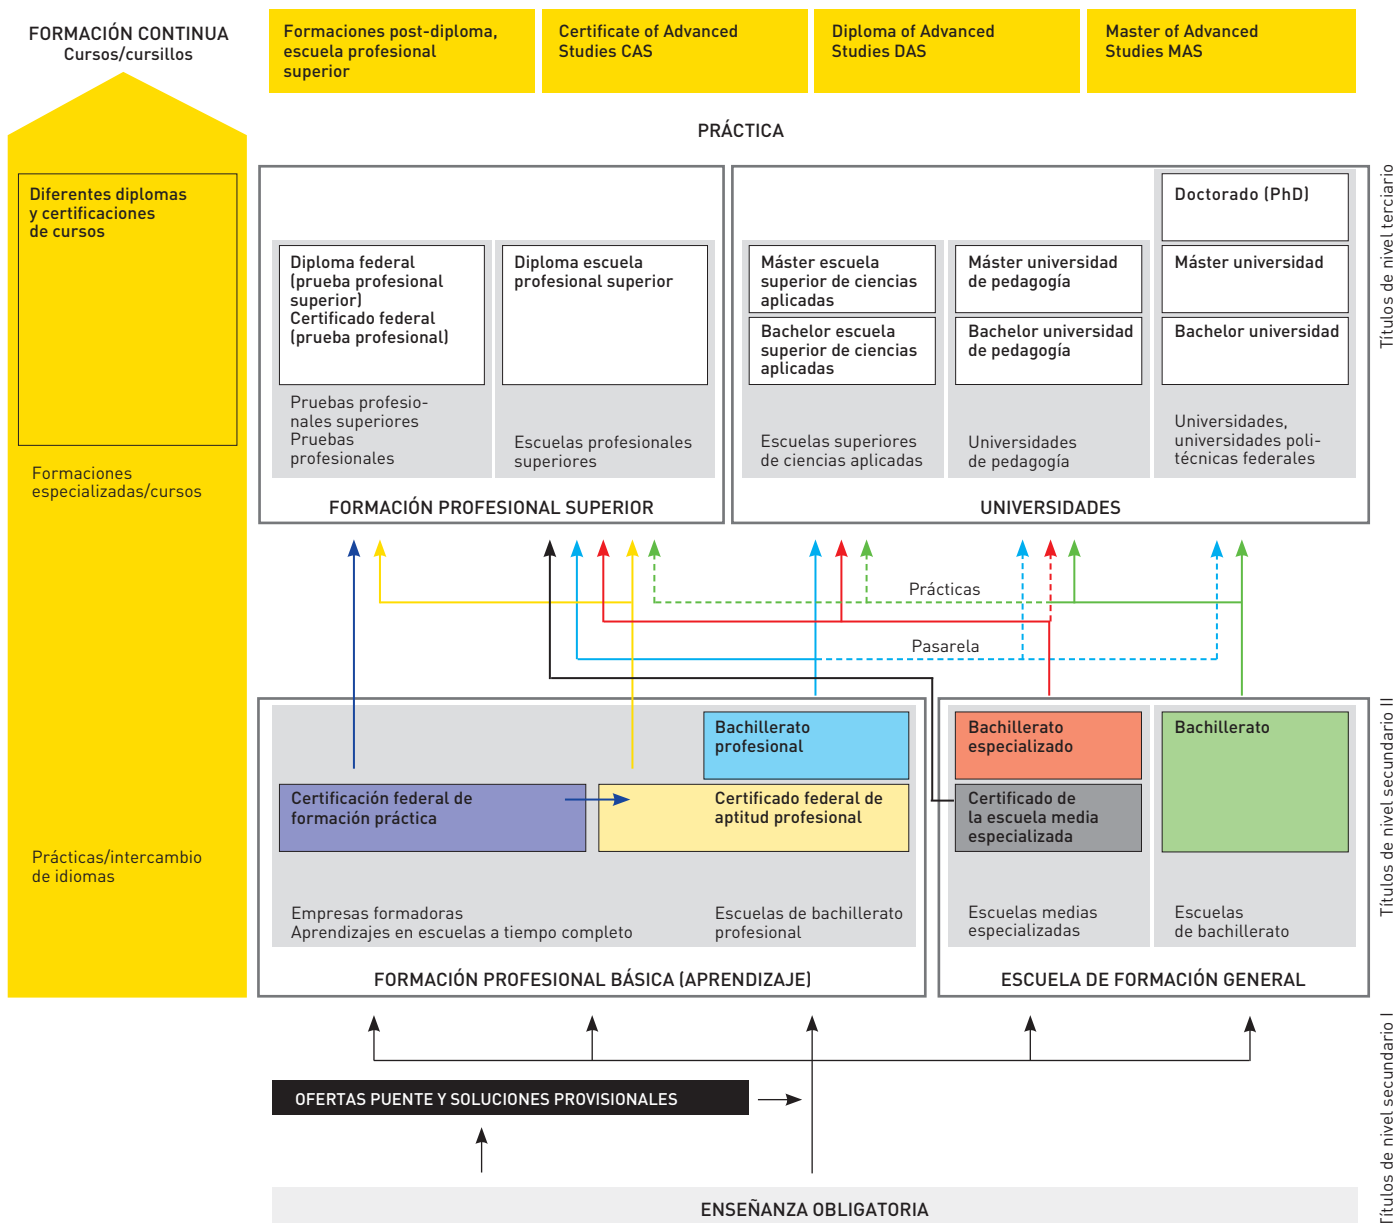 FORMACIÓN CONTINUA
Cursos/cursillos
Formaciones post-diploma,
escuela profesional
superior
Certificate of Advanced
Studies CAS
Diploma of Advanced
Studies DAS
Master of Advanced
Studies MAS
PRÁCTICA
Diferentes diplomas
y certificaciones
de cursos
Formaciones
especializadas/cursos
Prácticas/intercambio
de idiomas
Diploma federal
(prueba profesional
superior)
Certificado federal
(prueba profesional)
Pruebas profesio-
nales superiores
Pruebas
profesionales
Diploma escuela
profesional superior
Escuelas profesionales
superiores
FORMACIÓN PROFESIONAL SUPERIOR
Máster escuela
superior de ciencias
aplicadas
Bachelor escuela
superior de ciencias
aplicadas
Escuelas superiores
de ciencias aplicadas
Máster universidad
de pedagogía
Bachelor universidad
de pedagogía
Universidades
de pedagogía
Doctorado (PhD)
Máster universidad
Bachelor universidad
Universidades,
universidades poli-
técnicas federales
UNIVERSIDADES
Títulos de nivel terciario
Prácticas
Pasarela
Bachillerato
profesional
Certificación federal de
formación práctica
Certificado federal de
aptitud profesional
Empresas formadoras
Aprendizajes en escuelas a tiempo completo
Escuelas de bachillerato
profesional
FORMACIÓN PROFESIONAL BÁSICA (APRENDIZAJE)
Bachillerato
especializado
Certificado de
la escuela media
especializada
Escuelas medias
especializadas
Bachillerato
Escuelas
de bachillerato
ESCUELA DE FORMACIÓN GENERAL
Títulos de nivel secundario II
OFERTAS PUENTE Y SOLUCIONES PROVISIONALES
ENSEÑANZA OBLIGATORIA
Títulos de nivel secundario I